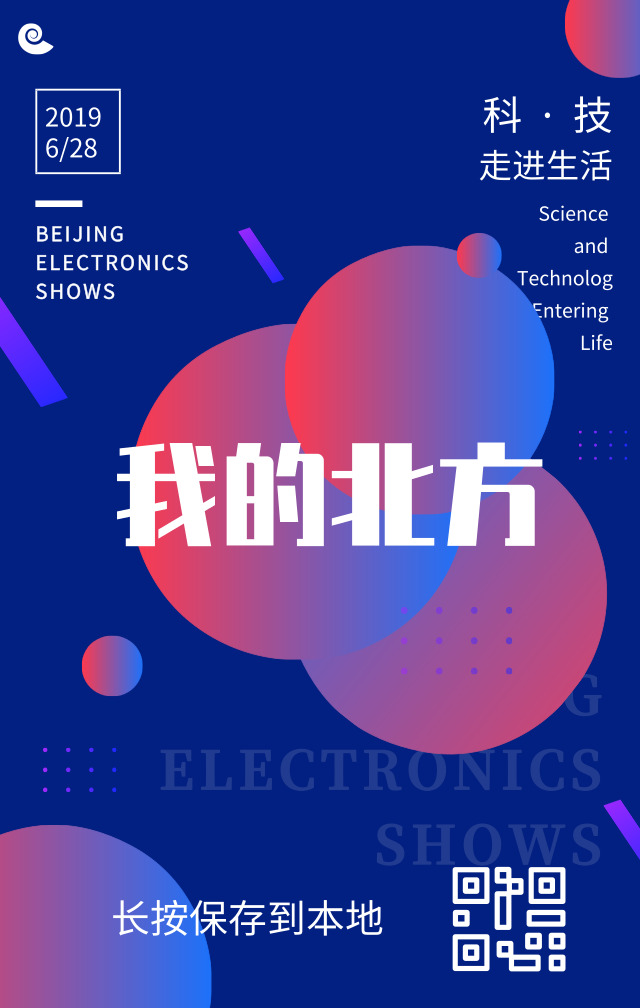 2019
6/28
BEIJING
ELECTRONICS
SHOWS
科·技
走进生活
Science
and
Technolog
Entering
Life
我的北方
G
ELECTRONICS
SHOWS
长按保存到本地